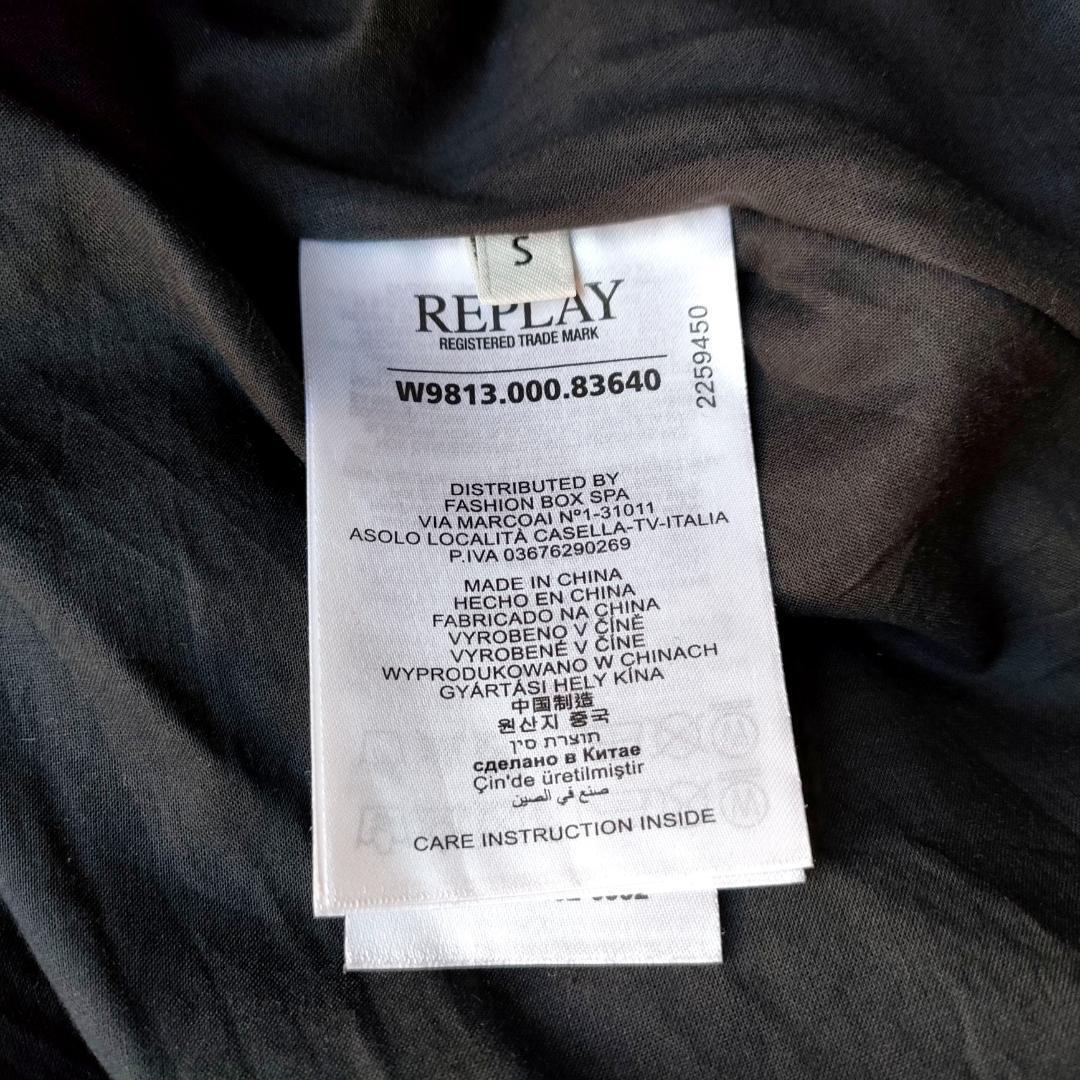 S
REPLAY
REGISTERED TRADE MARK
W9813.000.83640
2259450
DISTRIBUTED BY
FASHION BOX SPA
VIA MARCOAI Nº1-31011
ASOLO LOCALITÀ CASELLA-TV-ITALIA
P.IVA 03676290269
MADE IN CHINA
HECHO EN CHINA
FABRICADO NA CHINA
VYROBENO V ČÍNĚ
VYROBENÉ V ČÍNE
WYPRODUKOWANO W CHINACH
GYÁRTÁSI HELY KÍNA
中国制造
원산지 중국
תוצרת סין
сделано в Китае
Çin'de üretilmiştir
صنع في الصين
CARE INSTRUCTION INSIDE